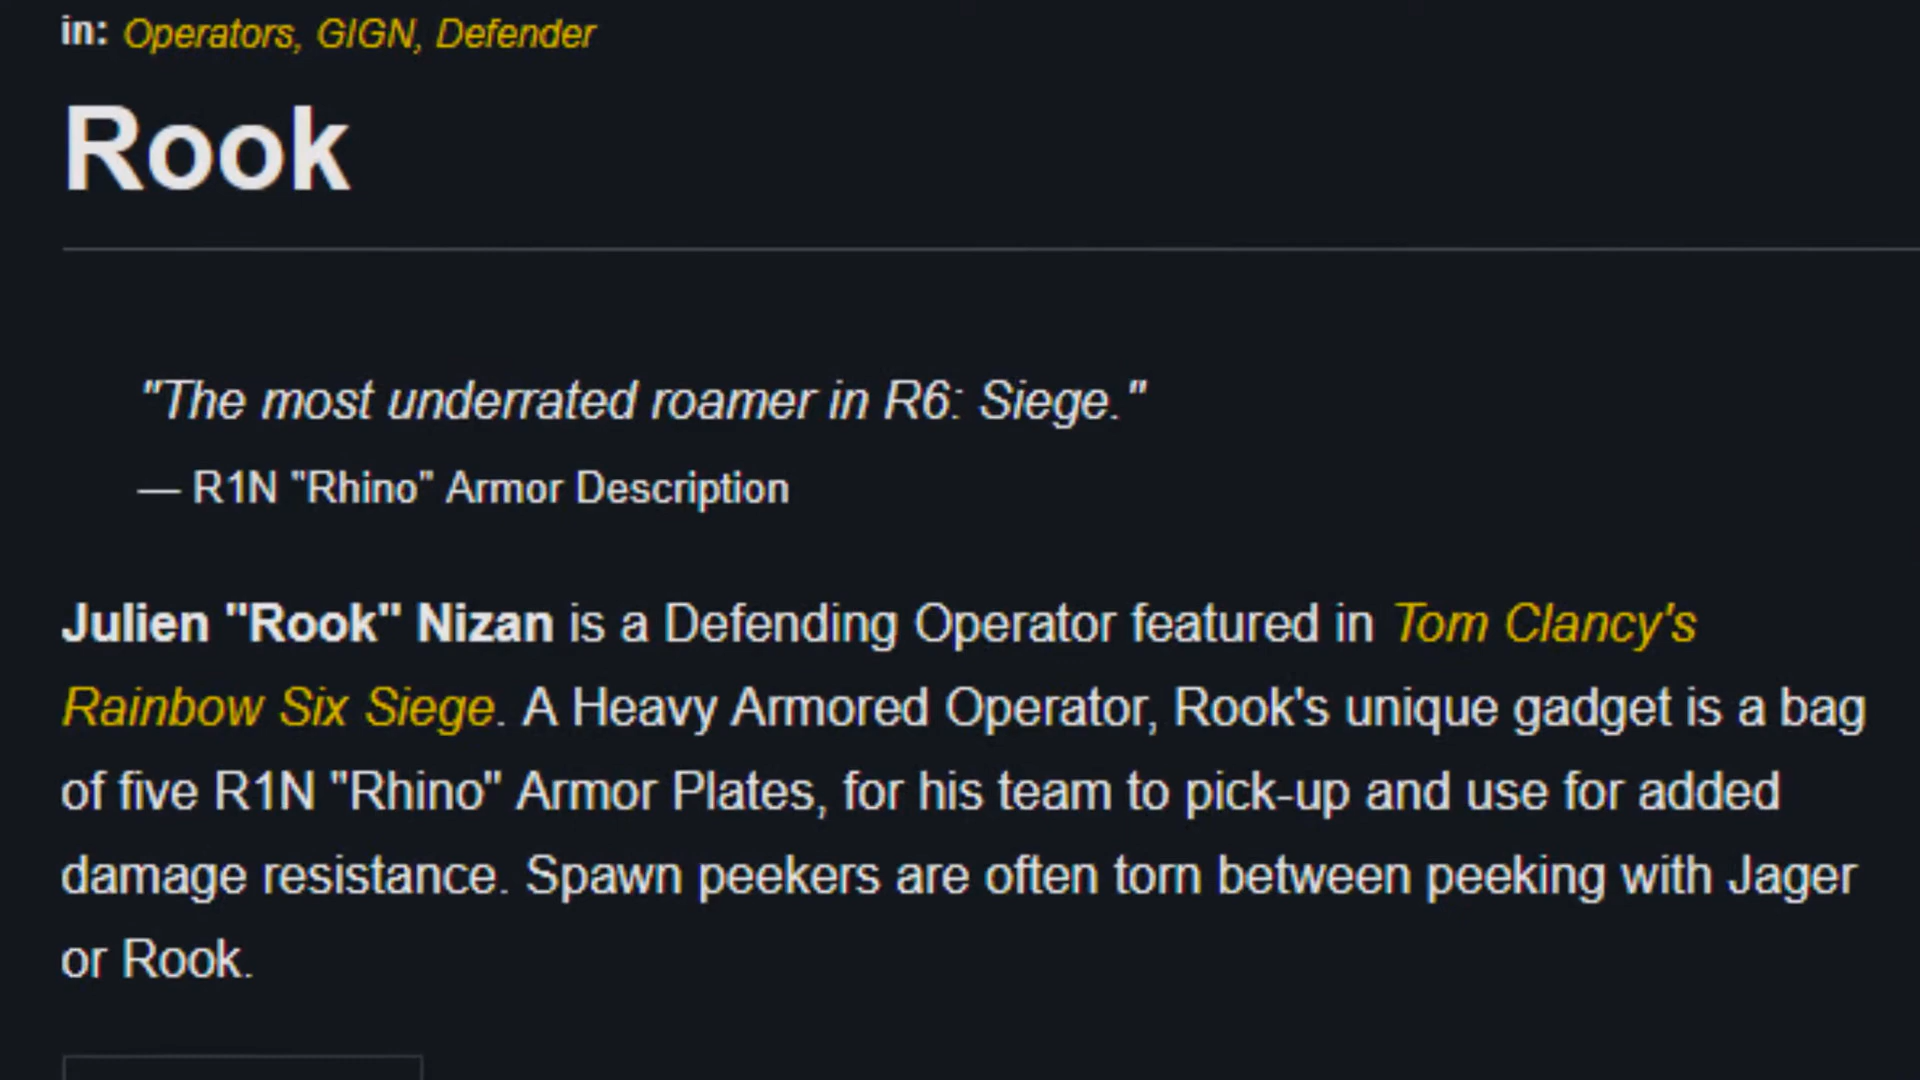 in: Operators, GIGN, Defender
Rook
"The most underrated roamer in R6: Siege."
— R1N "Rhino" Armor Description
Julien "Rook" Nizan is a Defending Operator featured in Tom Clancy's
Rainbow Six Siege. A Heavy Armored Operator, Rook's unique gadget is a bag
of five R1N "Rhino" Armor Plates, for his team to pick-up and use for added
damage resistance. Spawn peekers are often torn between peeking with Jager
or Rook.